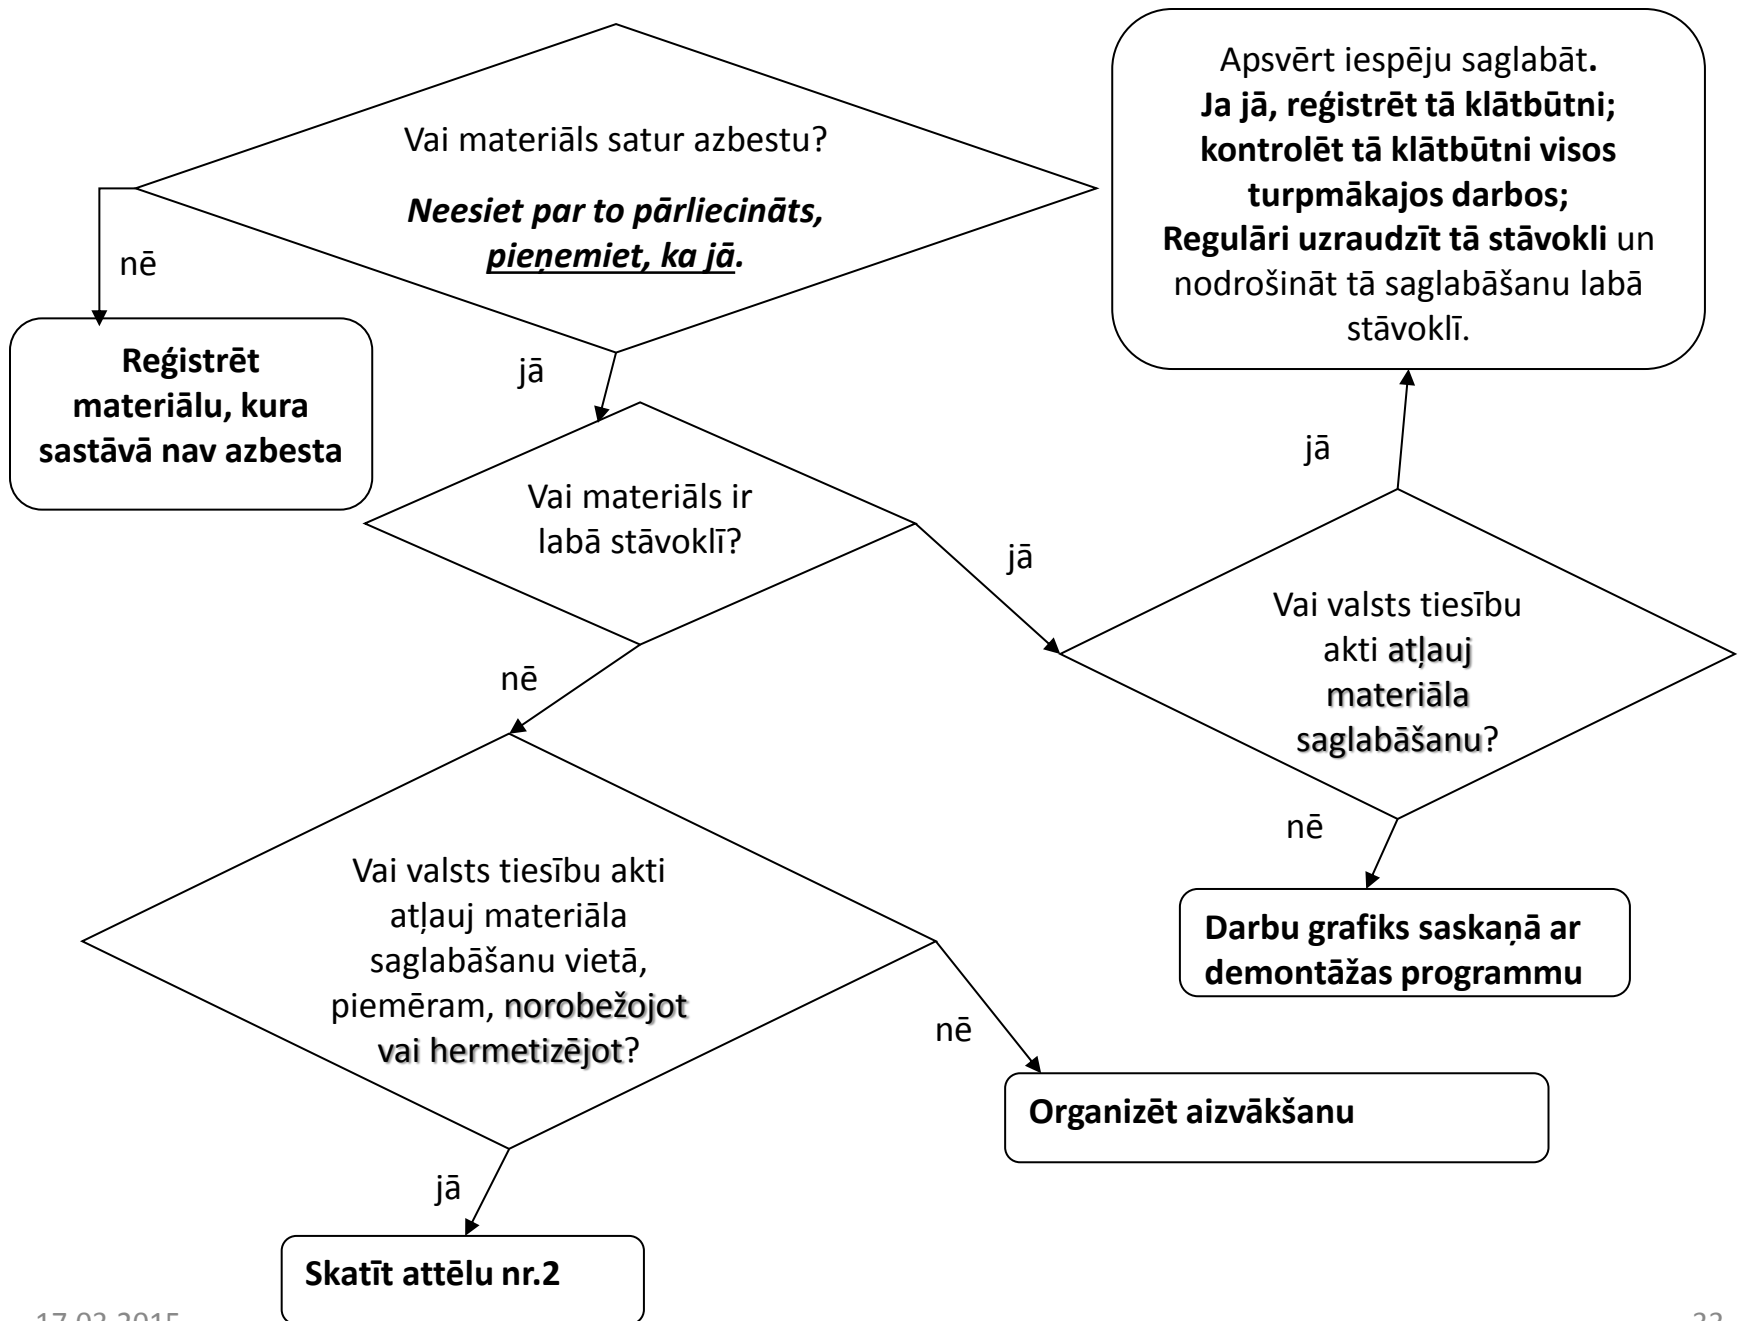 Vai materiāls satur azbestu?
Neesiet par to pārliecināts,
pieņemiet, ka jā.
Apsvērt iespēju saglabāt.
Ja jā, reģistrēt tā klātbūtni;
kontrolēt tā klātbūtni visos
turpmākajos darbos;
Regulāri uzraudzīt tā stāvokli un
nodrošināt tā saglabāšanu labā
stāvoklī.
nē
Reģistrēt
materiālu, kura
sastāvā nav azbesta
jā
Vai materiāls ir
labā stāvoklī?
jā
jā
Vai valsts tiesību
akti atļauj
materiāla
saglabāšanu?
nē
nē
Darbu grafiks saskaņā ar
demontāžas programmu
Vai valsts tiesību akti
atļauj materiāla
saglabāšanu vietā,
piemēram, norobežojot
vai hermetizējot?
nē
Organizēt aizvākšanu
jā
Skatīt attēlu nr.2